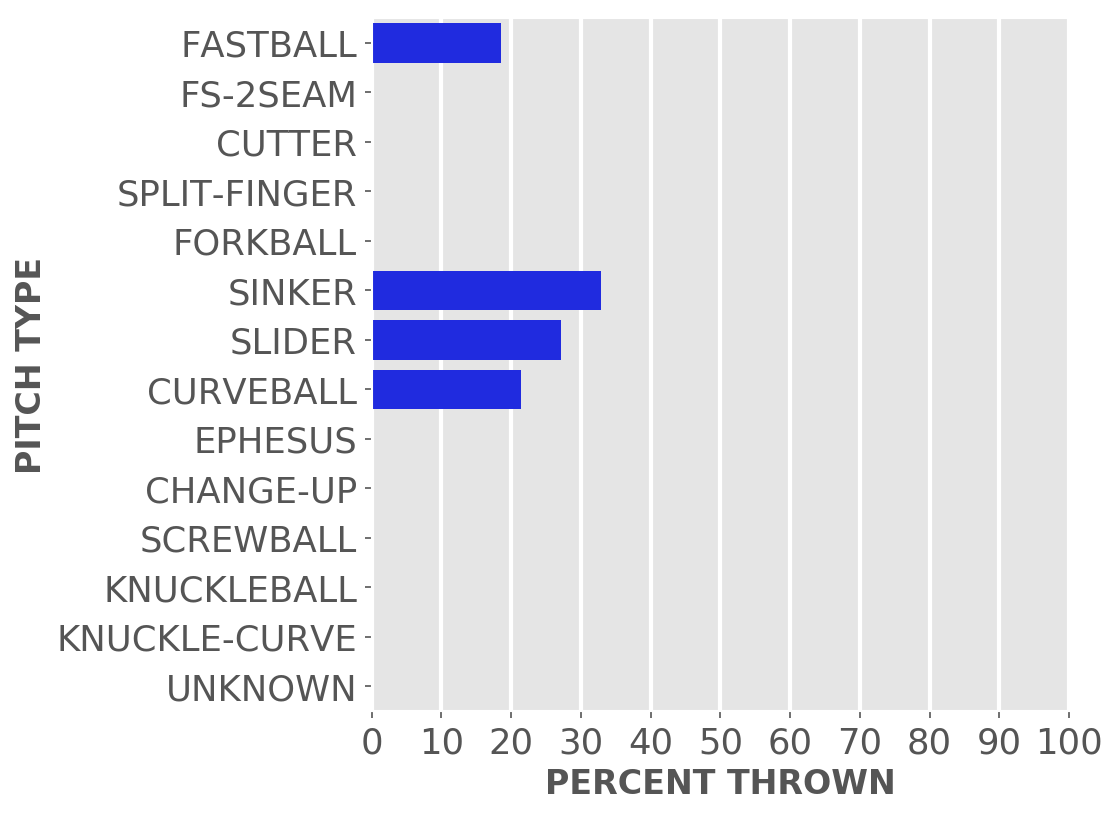 FASTBALL
FS-2SEAM
CUTTER
SPLIT-FINGER
FORKBALL
SINKER
SLIDER
CURVEBALL
EPHESUS
CHANGE-UP
SCREWBALL
KNUCKLEBALL
KNUCKLE-CURVE
UNKNOWN
PITCH TYPE
0 10 20 30 40 50 60 70 80 90 100
PERCENT THROWN